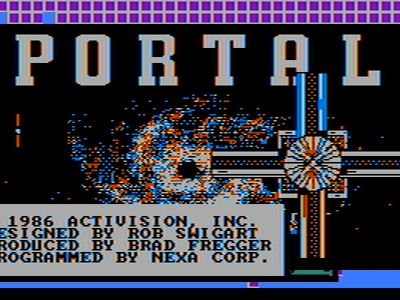 PORTAL
1986 ACTIVISION, INC.
ESIGNED BY ROB SWIGART
RODUCED BY BRAD FREGGER
ROGRAMMED BY NEXA CORP.